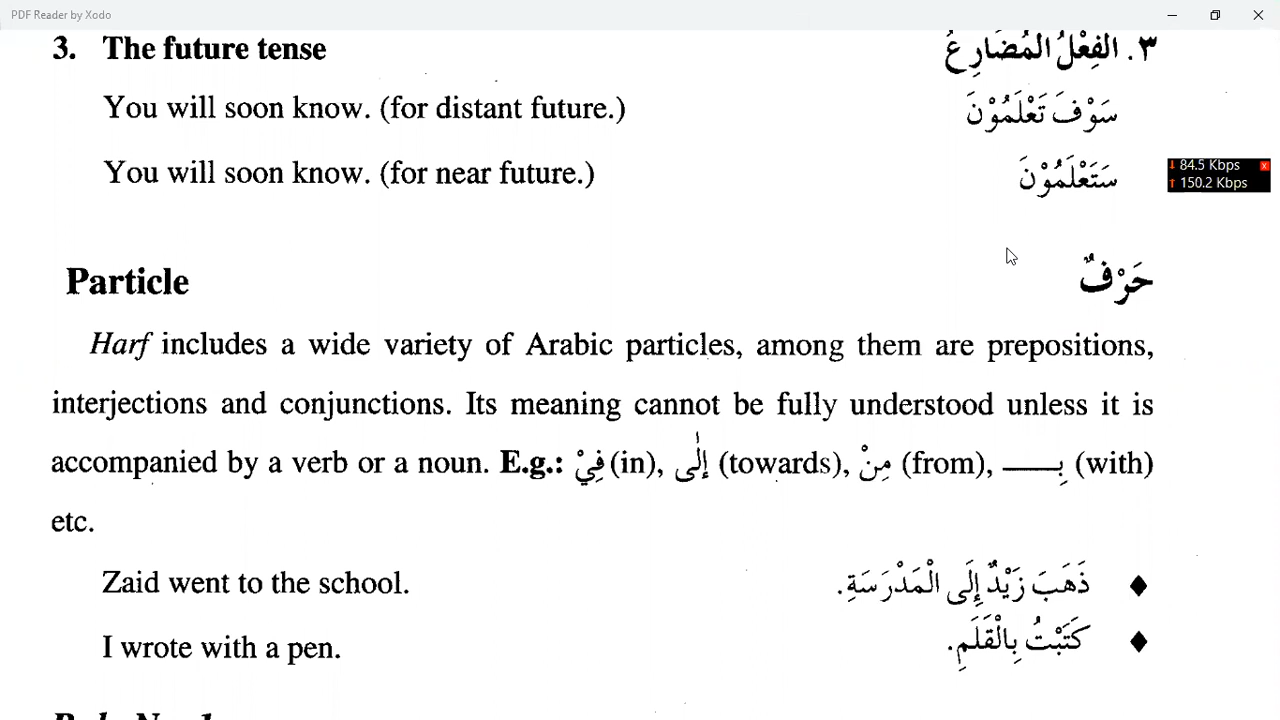 PDF Reader by Xodo
3. The future tense ٣. الْفِعْلُ الْمُضَارِعُ
You will soon know. (for distant future.) سَوْفَ تَعْلَمُوْنَ
You will soon know. (for near future.) سَتَعْلَمُوْنَ
84.5 Kbps
150.2 Kbps
Particle حَرْفٌ
Harf includes a wide variety of Arabic particles, among them are prepositions,
interjections and conjunctions. Its meaning cannot be fully understood unless it is
accompanied by a verb or a noun. E.g.: فِيْ (in), إِلٰى (towards), مِنْ (from), بِـــ (with)
etc.
Zaid went to the school. ذَهَبَ زَيْدٌ إِلَى الْمَدْرَسَةِ.
I wrote with a pen. كَتَبْتُ بِالْقَلَمِ.